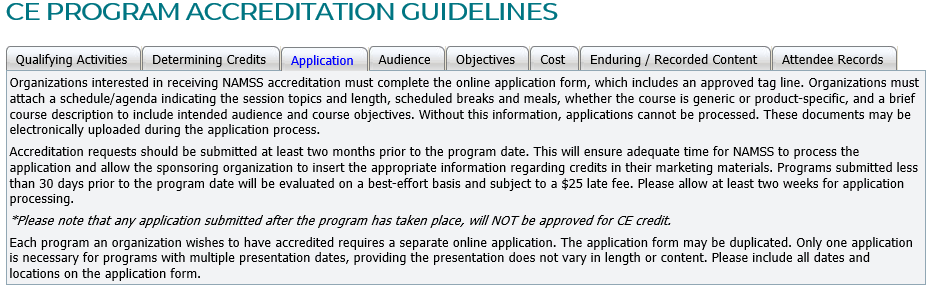 CE PROGRAM ACCREDITATION GUIDELINES
Qualifying Activities Determining Credits Application Audience Objectives Cost Enduring / Recorded Content Attendee Records
Organizations interested in receiving NAMSS accreditation must complete the online application form, which includes an approved tag line. Organizations must
attach a schedule/agenda indicating the session topics and length, scheduled breaks and meals, whether the course is generic or product-specific, and a brief
course description to include intended audience and course objectives. Without this information, applications cannot be processed. These documents may be
electronically uploaded during the application process.
Accreditation requests should be submitted at least two months prior to the program date. This will ensure adequate time for NAMSS to process the
application and allow the sponsoring organization to insert the appropriate information regarding credits in their marketing materials. Programs submitted less
than 30 days prior to the program date will be evaluated on a best-effort basis and subject to a $25 late fee. Please allow at least two weeks for application
processing.
*Please note that any application submitted after the program has taken place, will NOT be approved for CE credit.
Each program an organization wishes to have accredited requires a separate online application. The application form may be duplicated. Only one application
is necessary for programs with multiple presentation dates, providing the presentation does not vary in length or content. Please include all dates and
locations on the application form.